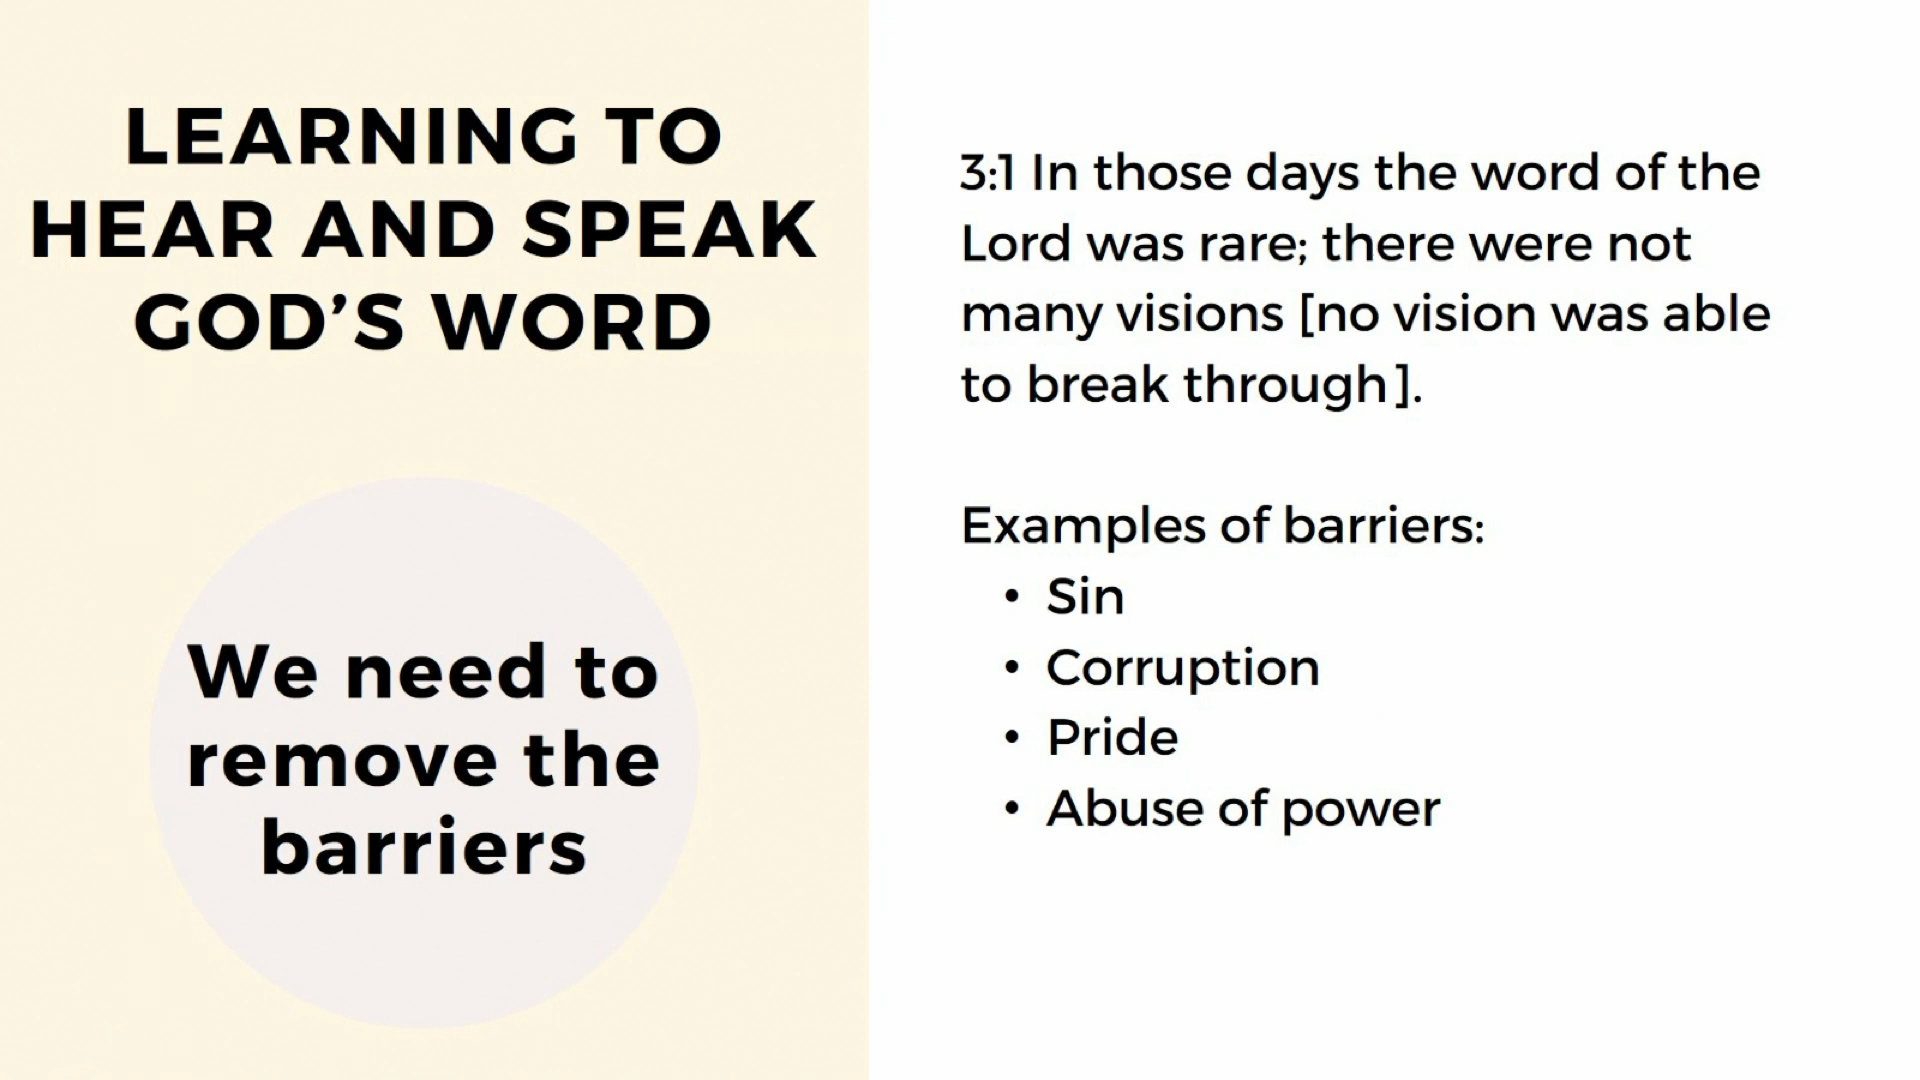 LEARNING TO
HEAR AND SPEAK
GOD’S WORD
We need to
remove the
barriers
3:1 In those days the word of the
Lord was rare; there were not
many visions [no vision was able
to break through].
Examples of barriers:
• Sin
• Corruption
• Pride
• Abuse of power